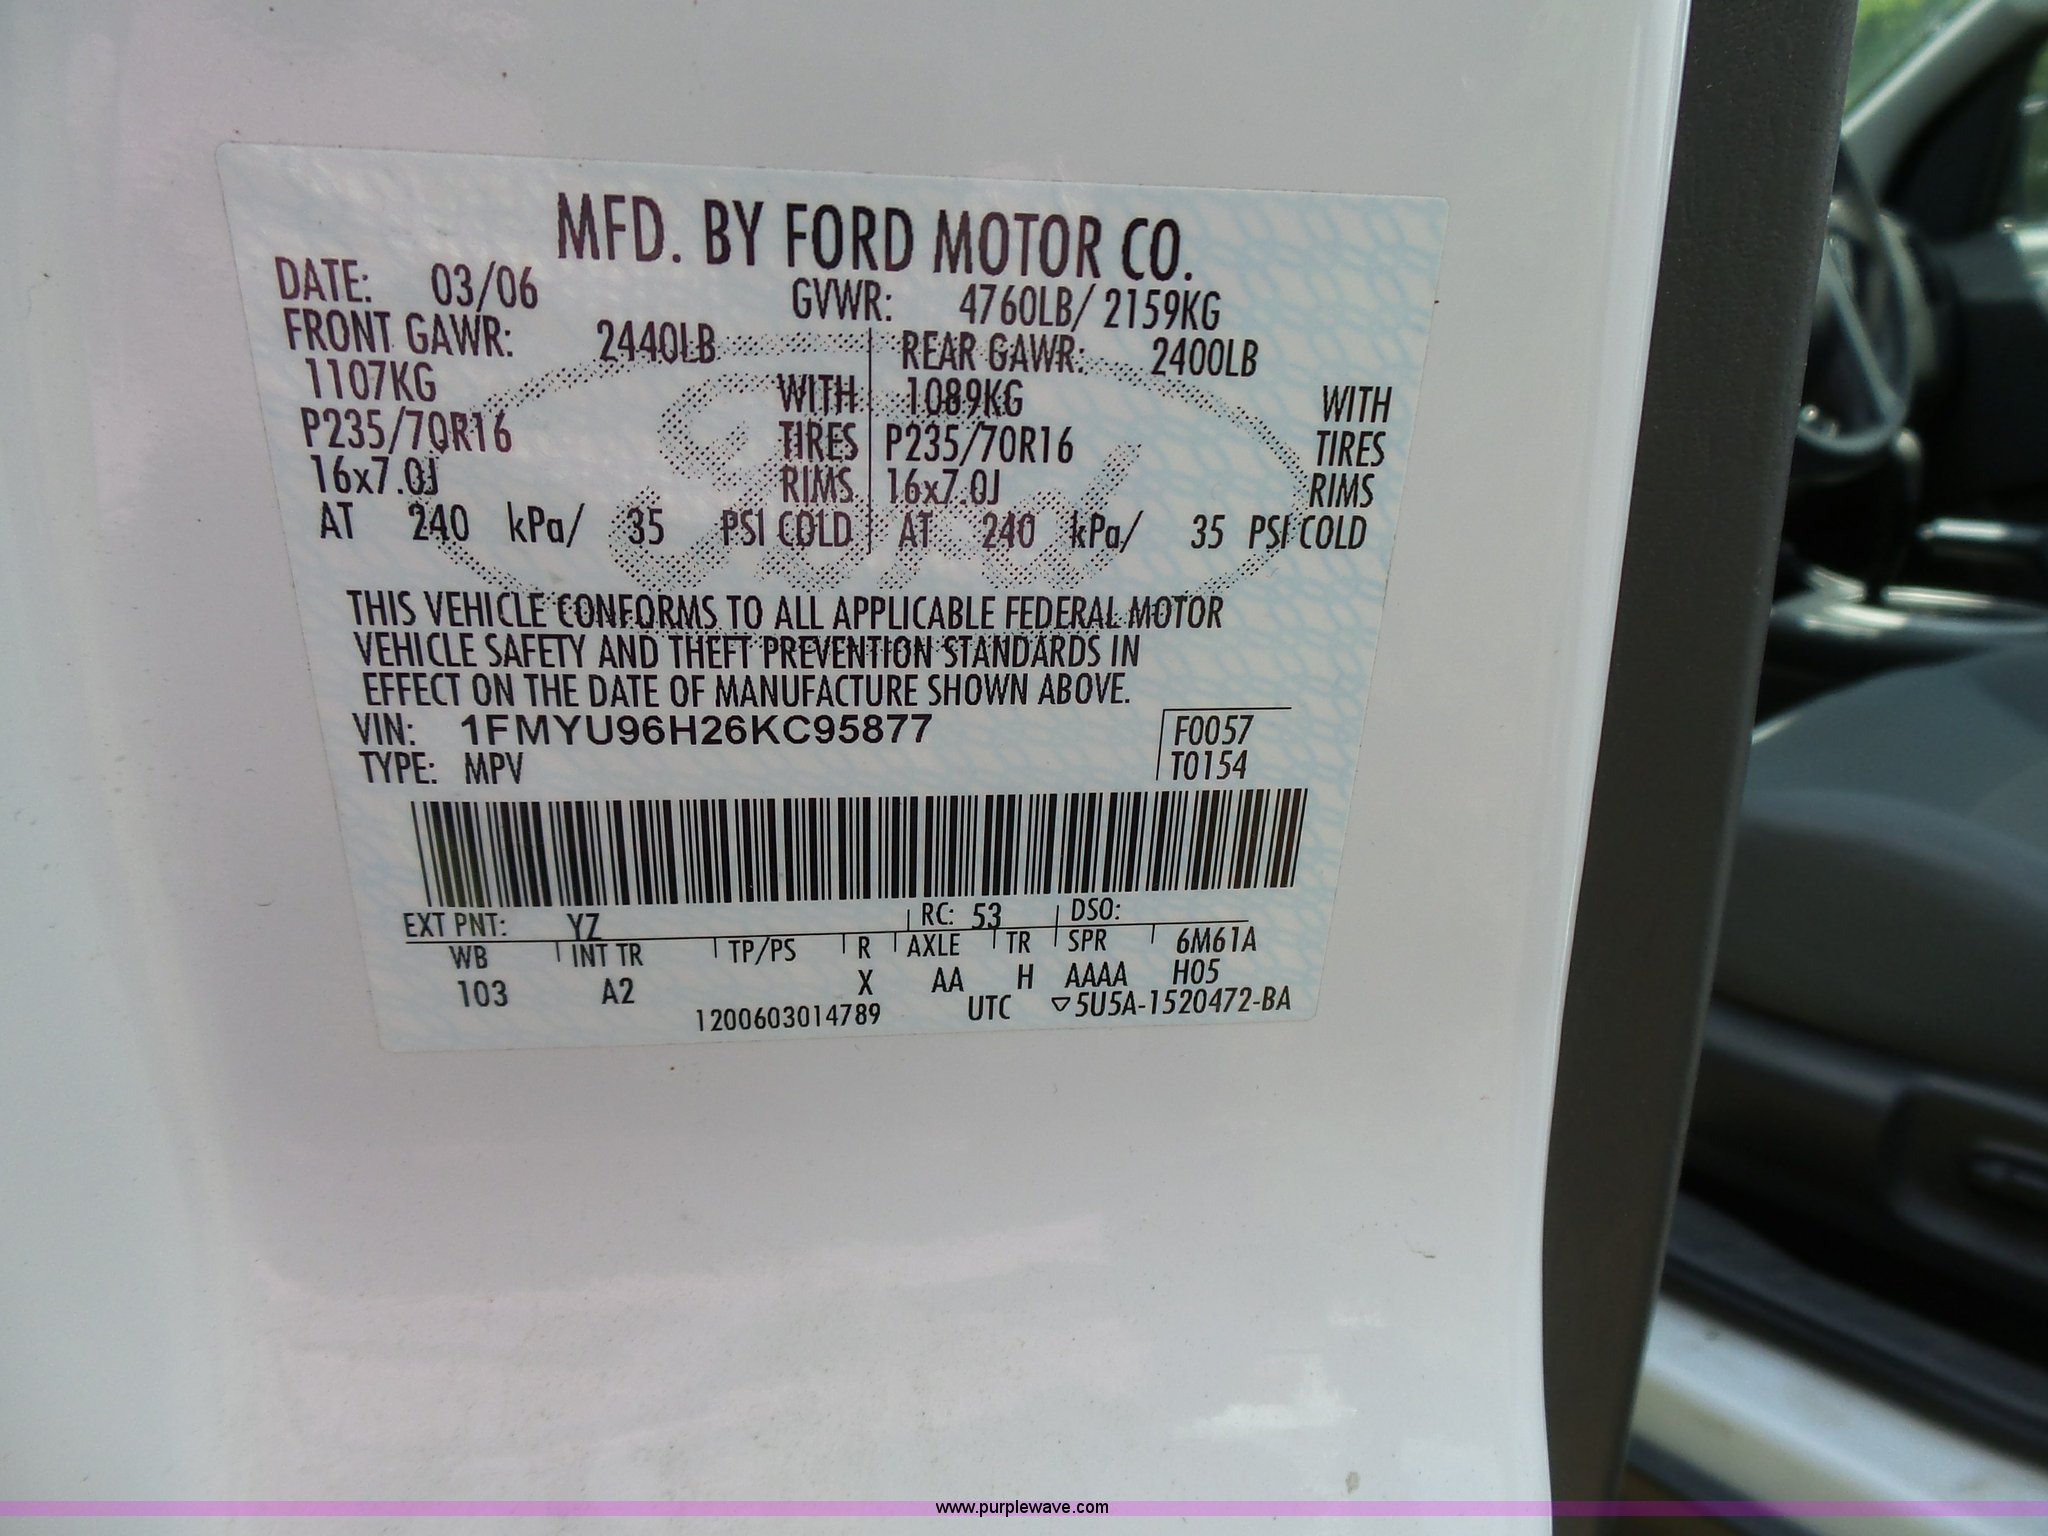 MFD. BY FORD MOTOR CO.
DATE: 03/06 GVWR: 4760LB/ 2159KG
FRONT GAWR: 2440LB REAR GAWR: 2400LB
1107KG WITH 1089KG WITH
P235/70R16 TIRES P235/70R16 TIRES
16x7.0J RIMS 16x7.0J RIMS
AT 240 kPa/ 35 PSI COLD AT 240 kPa/ 35 PSI COLD
Ford
THIS VEHICLE CONFORMS TO ALL APPLICABLE FEDERAL MOTOR
VEHICLE SAFETY AND THEFT PREVENTION STANDARDS IN
EFFECT ON THE DATE OF MANUFACTURE SHOWN ABOVE.
VIN: 1FMYU96H26KC95877 F0057
TYPE: MPV T0154
EXT PNT: YZ RC: 53 DSO:
WB INT TR TP/PS R AXLE TR SPR 6M61A
103 A2 X AA H AAAA H05
1200603014789 UTC ▽5U5A-1520472-BA
www.purplewave.com